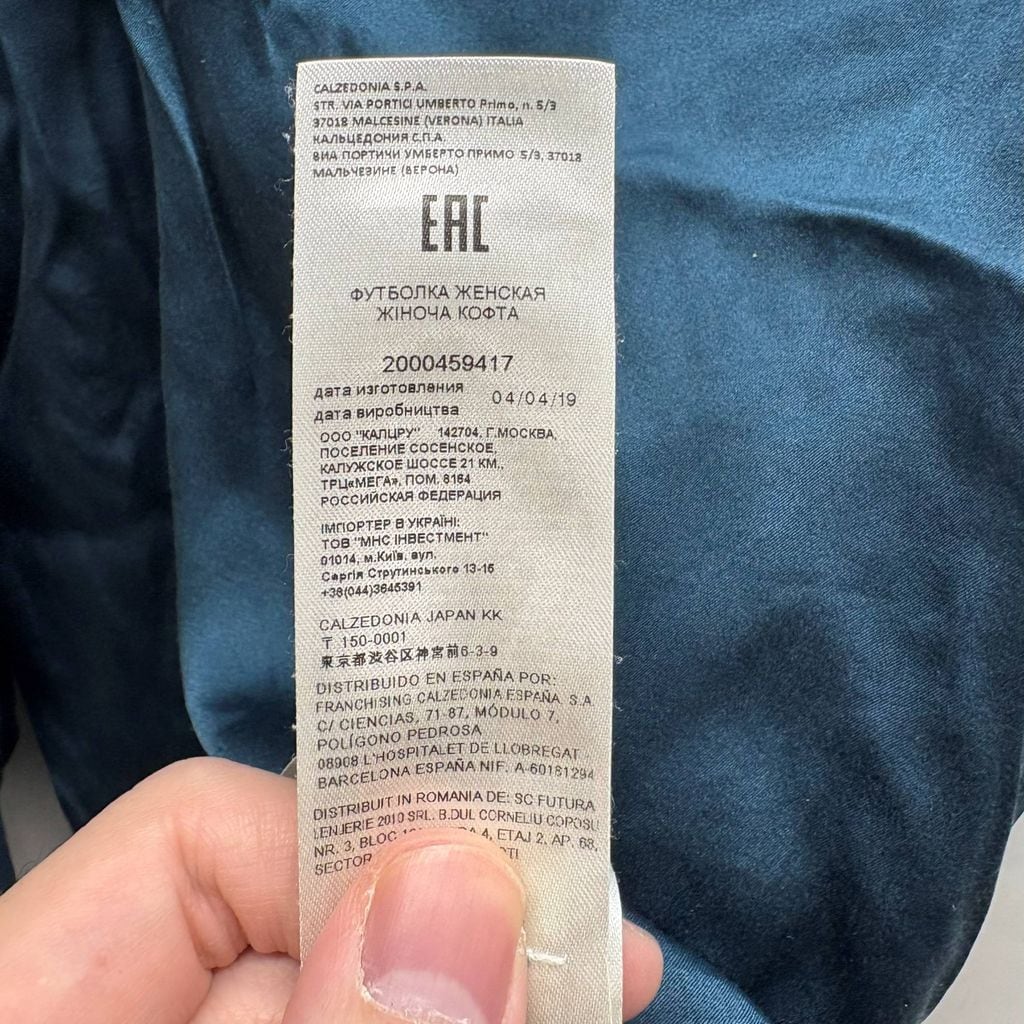 CALZEDONIA S.P.A.
STR. VIA PORTICI UMBERTO Primo, n. 5/3
37018 MALCESINE (VERONA) ITALIA
КАЛЬЦЕДОНИЯ С.П.А.
ВИА ПОРТИЧИ УМБЕРТО ПРИМО 5/3, 37018
МАЛЬЧЕЗИНЕ (ВЕРОНА)
EAC
ФУТБОЛКА ЖЕНСКАЯ
ЖІНОЧА КОФТА
2000459417
дата изготовления
04/04/19
дата виробництва
ООО "КАЛЦРУ" 142704, Г.МОСКВА,
ПОСЕЛЕНИЕ СОСЕНСКОЕ,
КАЛУЖСКОЕ ШОССЕ 21 КМ.,
ТРЦ«МЕГА», ПОМ. 8164
РОССИЙСКАЯ ФЕДЕРАЦИЯ
ІМПОРТЕР В УКРАЇНІ:
ТОВ "МНС ІНВЕСТМЕНТ"
01014, м.Київ, вул.
Сергія Струтинського 13-15
+38(044)3645391
CALZEDONIA JAPAN KK
〒 150-0001
東京都渋谷区神宮前6-3-9
DISTRIBUIDO EN ESPAÑA POR:
FRANCHISING CALZEDONIA ESPAÑA S.A
C/ CIENCIAS, 71-87, MÓDULO 7,
POLÍGONO PEDROSA
08908 L'HOSPITALET DE LLOBREGAT
BARCELONA ESPAÑA NIF. A-60181294
DISTRIBUIT IN ROMANIA DE: SC FUTURA
LENJERIE 2010 SRL. B.DUL CORNELIU COPOSU
NR. 3, BLOC 4, ETAJ 2, AP. 68,
SECTOR